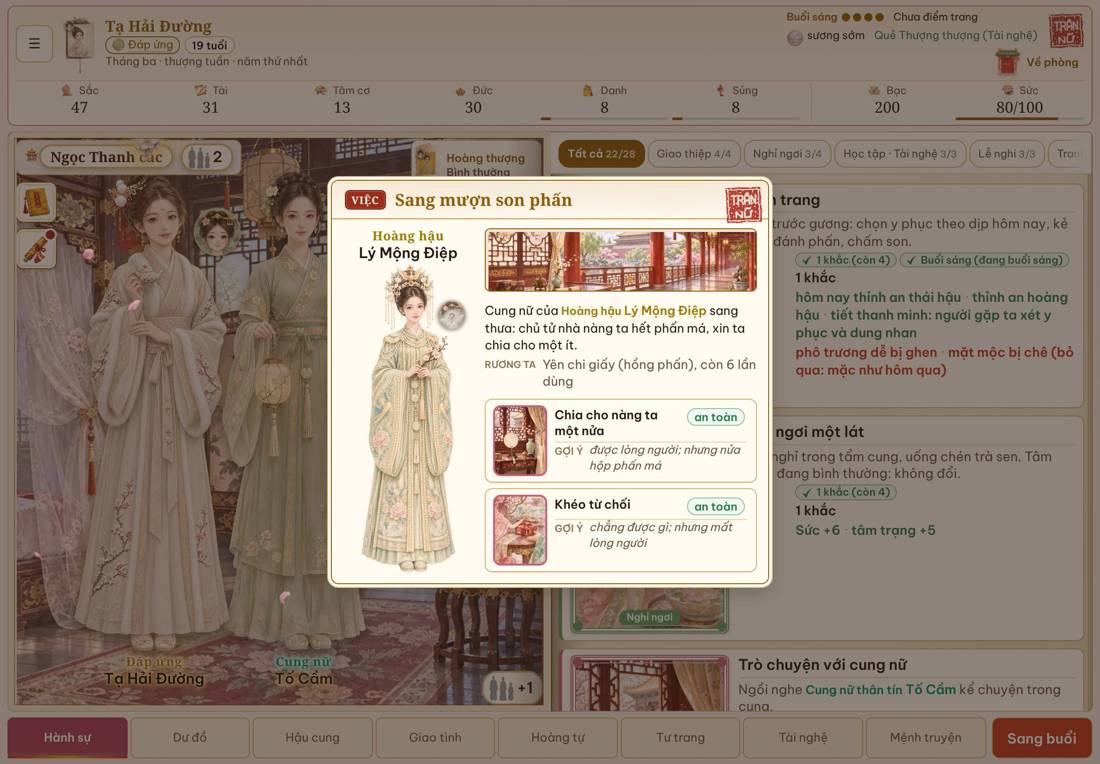 Tạ Hải Đường
Đáp ứng
19 tuổi
Tháng ba · thượng tuần · năm thứ nhất
Buổi sáng
Chưa điểm trang
sương sớm
Quẻ Thượng thượng (Tài nghệ)
TRÂN NỮ
Về phòng
Sắc
47
Tài
31
Tâm cơ
13
Đức
30
Danh
8
Sủng
8
Bạc
200
Sức
80/100
Ngọc Thanh các
2
Hoàng thượng
Bình thường
Tất cả 22/28
Giao thiệp 4/4
Nghỉ ngơi 3/4
Học tập · Tài nghệ 3/3
Lễ nghi 3/3
VIỆC
Sang mượn son phấn
TRÂN NỮ
Hoàng hậu
Lý Mộng Điệp
Cung nữ của Hoàng hậu Lý Mộng Điệp sang
thưa: chủ tử nhà nàng ta hết phấn má, xin ta
chia cho một ít.
RƯƠNG TA Yên chi giấy (hồng phấn), còn 6 lần
dùng
Chia cho nàng ta
một nửa
an toàn
GỢI Ý được lòng người; nhưng nửa
hộp phấn má
Khéo từ chối
an toàn
GỢI Ý chẳng được gì; nhưng mất
lòng người
trang
trước gương: chọn y phục theo dịp hôm nay, kẻ
đánh phấn, chấm son.
✓ 1 khắc (còn 4)
✓ Buổi sáng (đang buổi sáng)
1 khắc
hôm nay thỉnh an thái hậu · thỉnh an hoàng
hậu · tiết thanh minh: người gặp ta xét y
phục và dung nhan
phô trương dễ bị ghen · mặt mộc bị chê (bỏ
qua: mặc như hôm qua)
ngơi một lát
nghỉ trong tẩm cung, uống chén trà sen. Tâm
đang bình thường: không đổi.
✓ 1 khắc (còn 4)
1 khắc
Sức +6 · tâm trạng +5
Nghỉ ngơi
Trò chuyện với cung nữ
Ngồi nghe Cung nữ thân tín Tố Cầm kể chuyện trong
cung.
Đáp ứng
Tạ Hải Đường
Cung nữ
Tố Cầm
+1
Hành sự
Dư đồ
Hậu cung
Giao tình
Hoàng tự
Tư trang
Tài nghệ
Mệnh truyện
Sang buổi